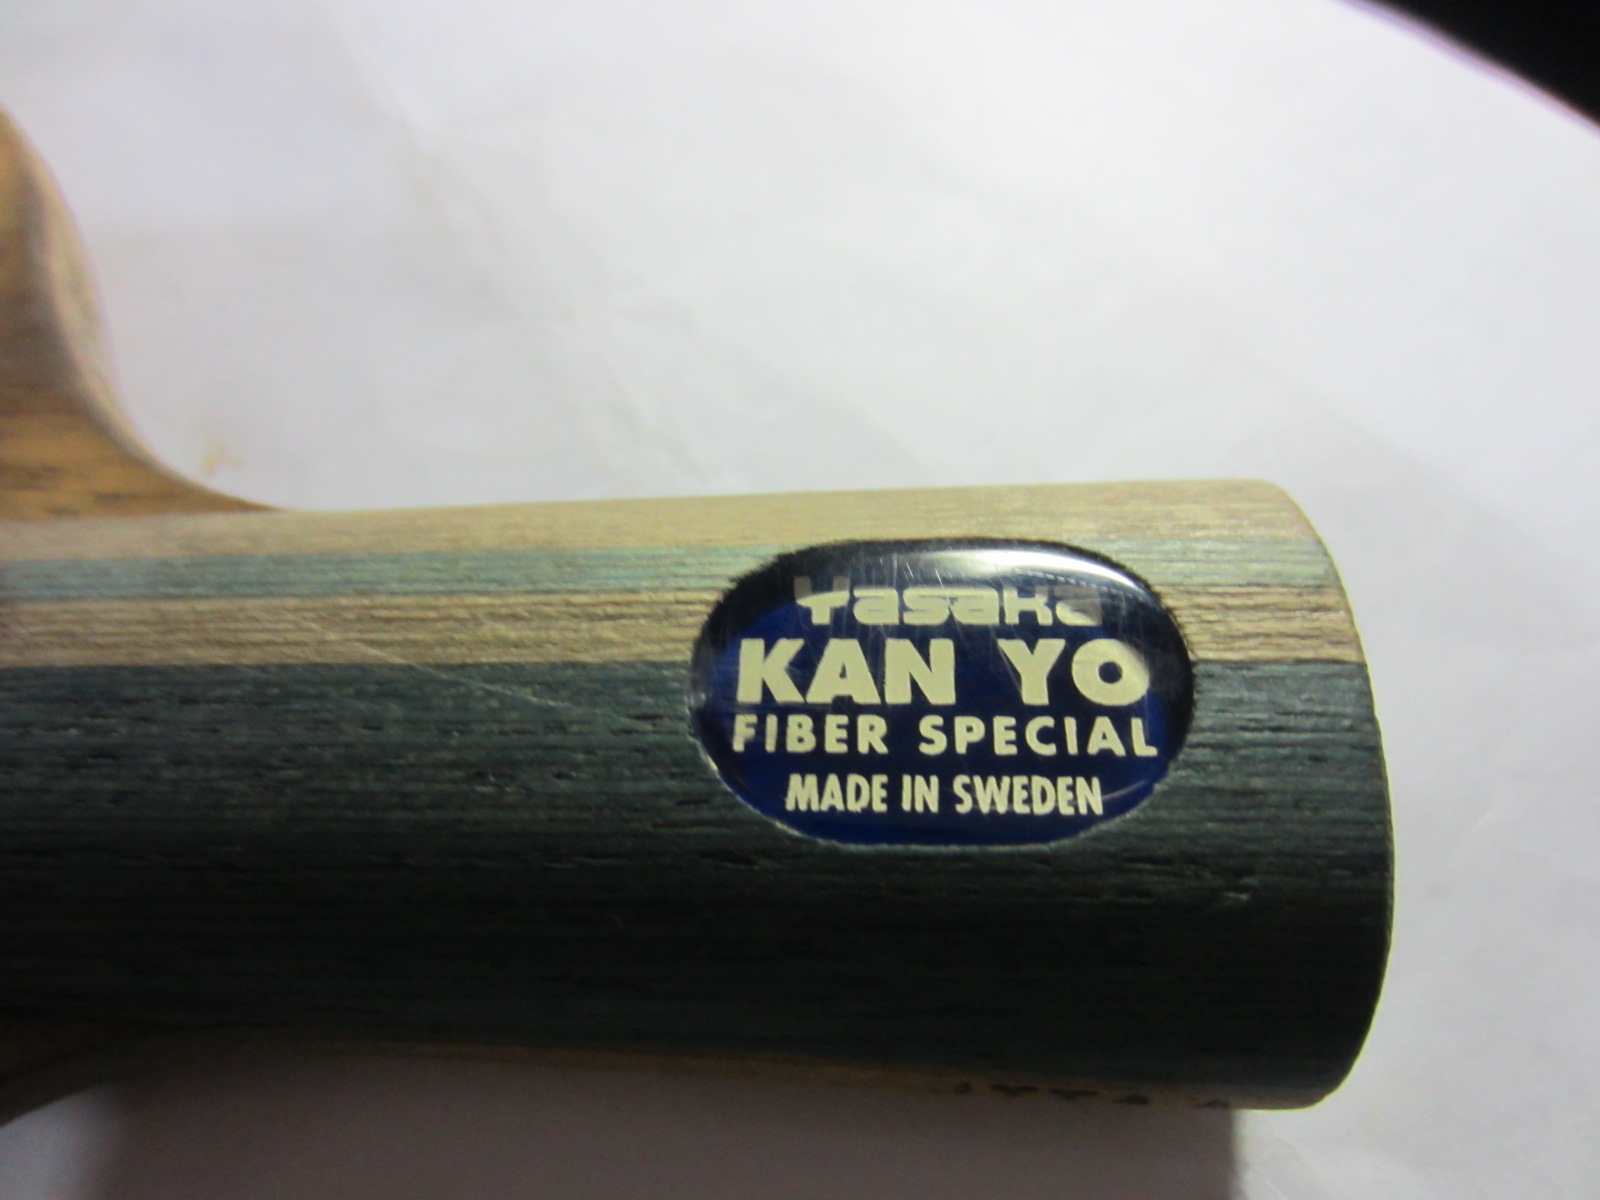 Yasaka
KAN YO
FIBER SPECIAL
MADE IN SWEDEN